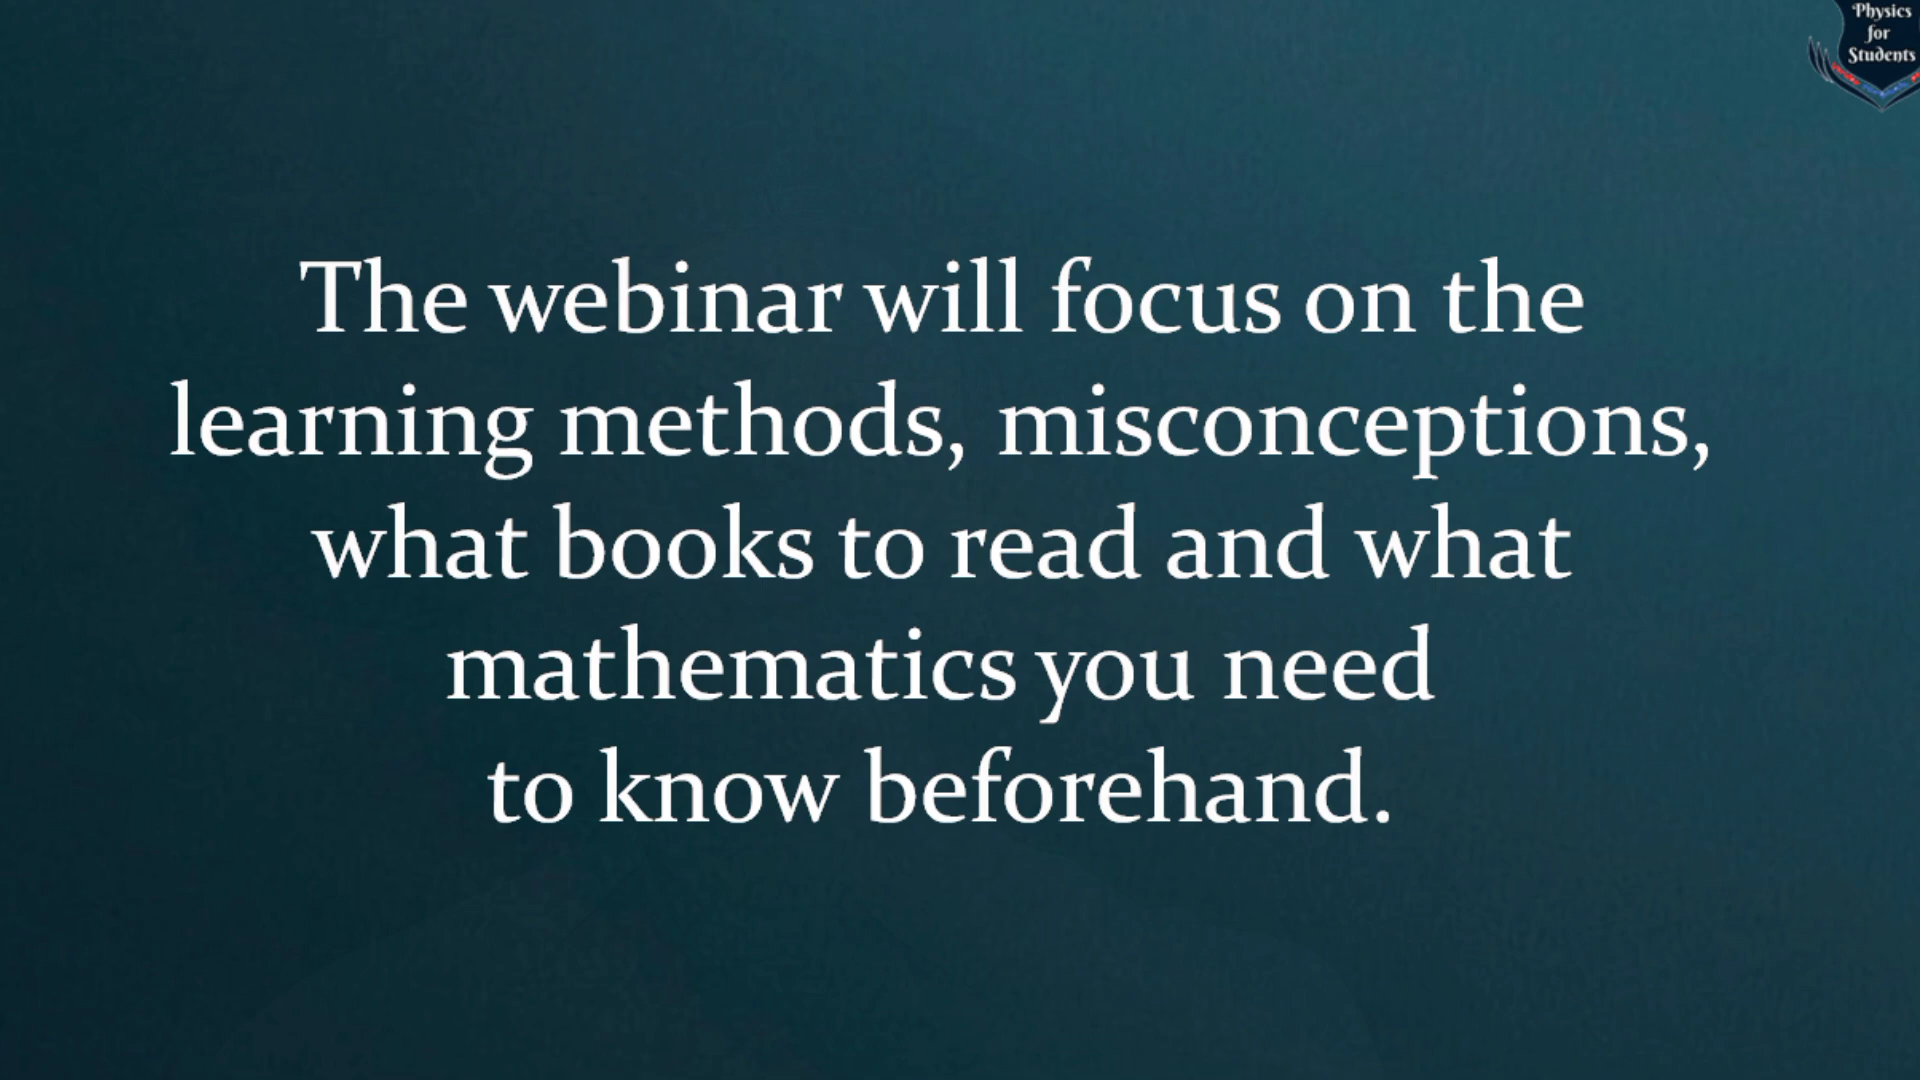 Physics
for
Students
The webinar will focus on the
learning methods, misconceptions,
what books to read and what
mathematics you need
to know beforehand.